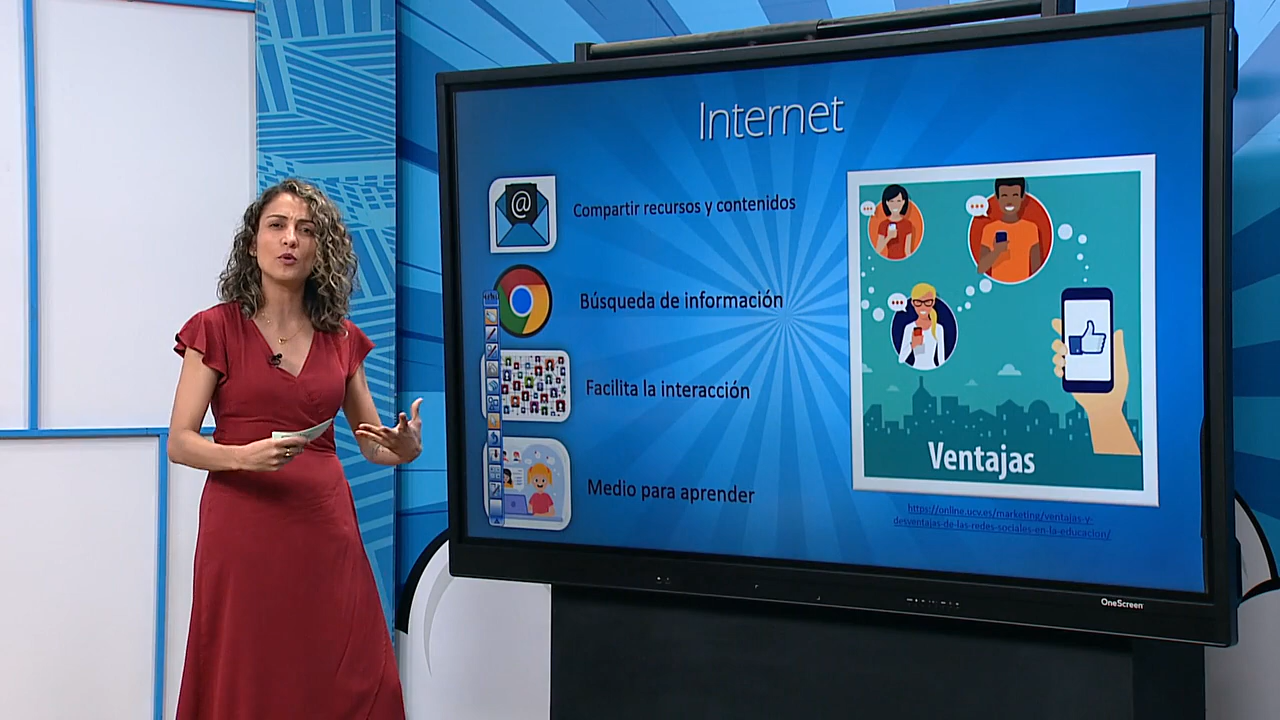 Internet
@
Compartir recursos y contenidos
Búsqueda de información
Facilita la interacción
Medio para aprender
Ventajas
https://online.ucv.es/marketing/ventajas-y-
desventajas-de-las-redes-sociales-en-la-educacion/
OneScreen